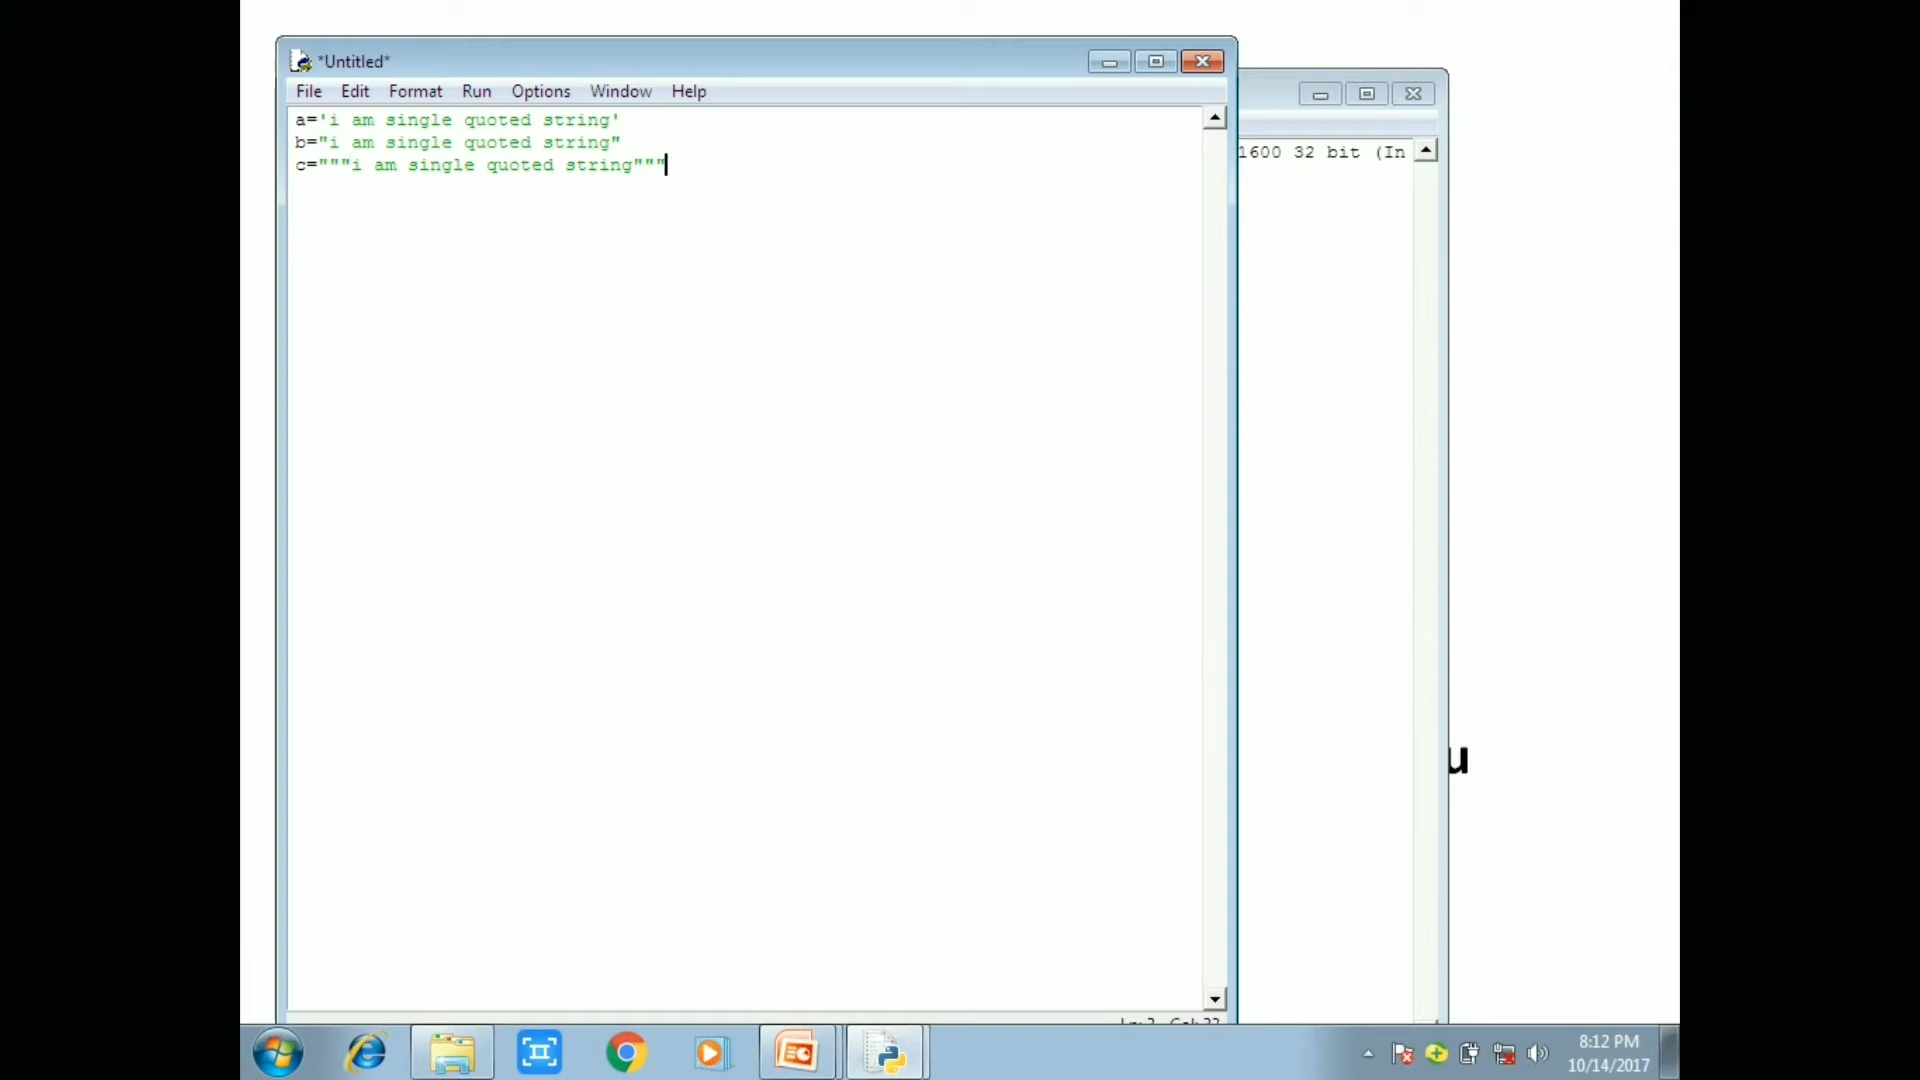 *Untitled*
File Edit Format Run Options Window Help
a='i am single quoted string'
b="i am single quoted string"
c="""i am single quoted string"""
1600 32 bit (In
u
8:12 PM
10/14/2017